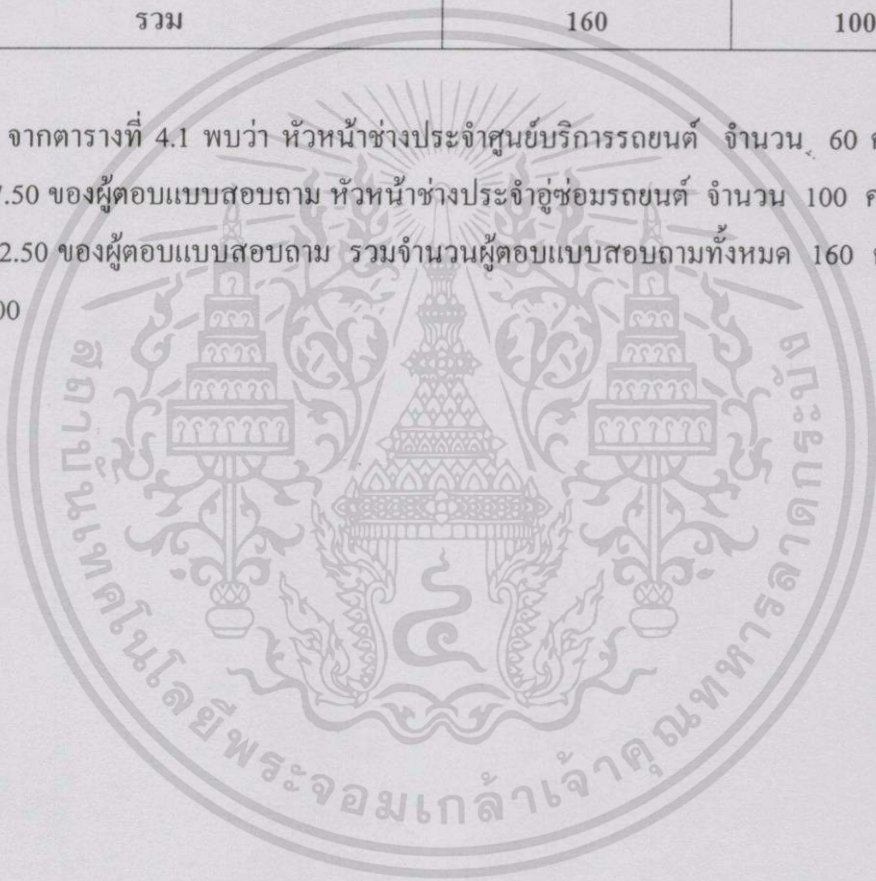 รวม 160 100
จากตารางที่ 4.1 พบว่า หัวหน้าช่างประจำศูนย์บริการรถยนต์ จำนวน 60
.50 ของผู้ตอบแบบสอบถาม หัวหน้าช่างประจำอู่ซ่อมรถยนต์ จำนวน 100
2.50 ของผู้ตอบแบบสอบถาม รวมจำนวนผู้ตอบแบบสอบถามทั้งหมด 160
00
สถาบันเทคโนโลยีพระจอมเกล้าเจ้าคุณทหารลาดกระบัง